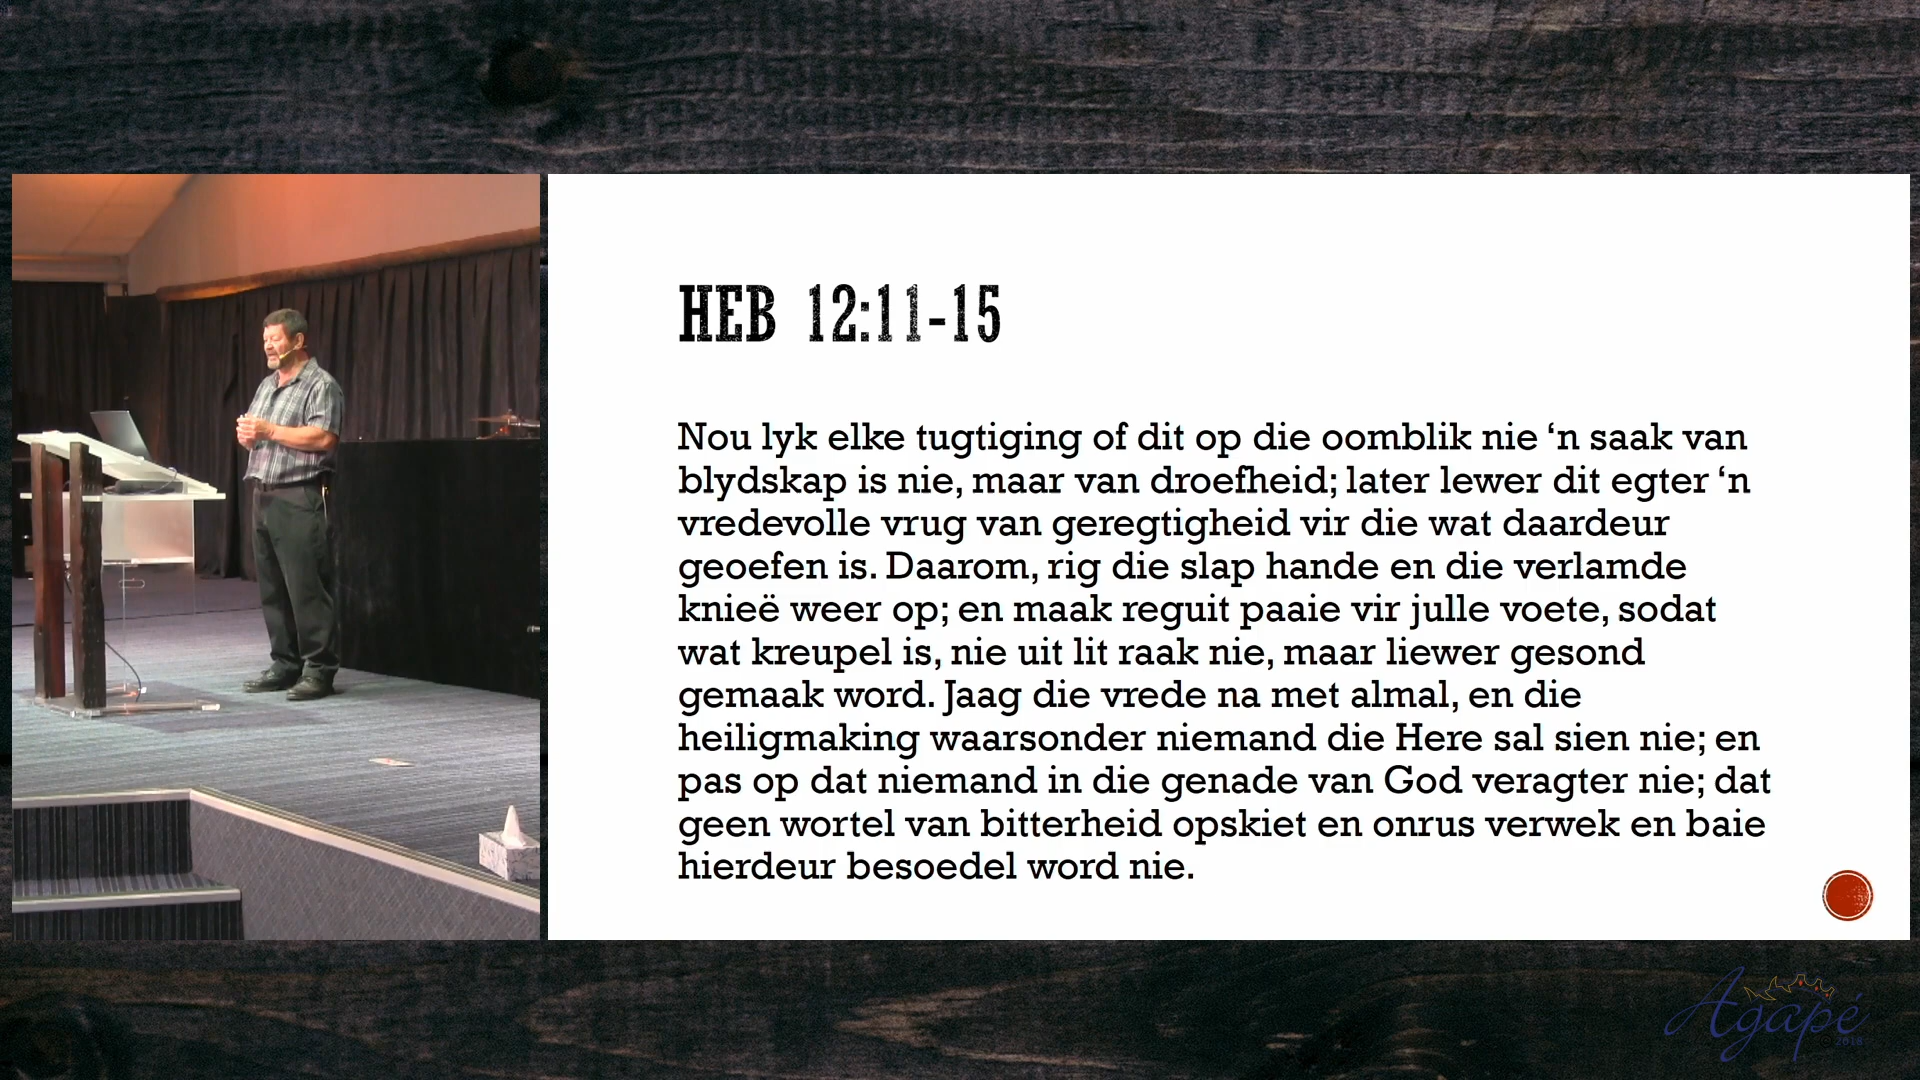 HEB 12:11-15
Nou lyk elke tugtiging of dit op die oomblik nie ‘n saak van
blydskap is nie, maar van droefheid; later lewer dit egter ‘n
vredevolle vrug van geregtigheid vir die wat daardeur
geoefen is. Daarom, rig die slap hande en die verlamde
knieë weer op; en maak reguit paaie vir julle voete, sodat
wat kreupel is, nie uit lit raak nie, maar liewer gesond
gemaak word. Jaag die vrede na met almal, en die
heiligmaking waarsonder niemand die Here sal sien nie; en
pas op dat niemand in die genade van God veragter nie; dat
geen wortel van bitterheid opskiet en onrus verwek en baie
hierdeur besoedel word nie.
Agapé
© 2018